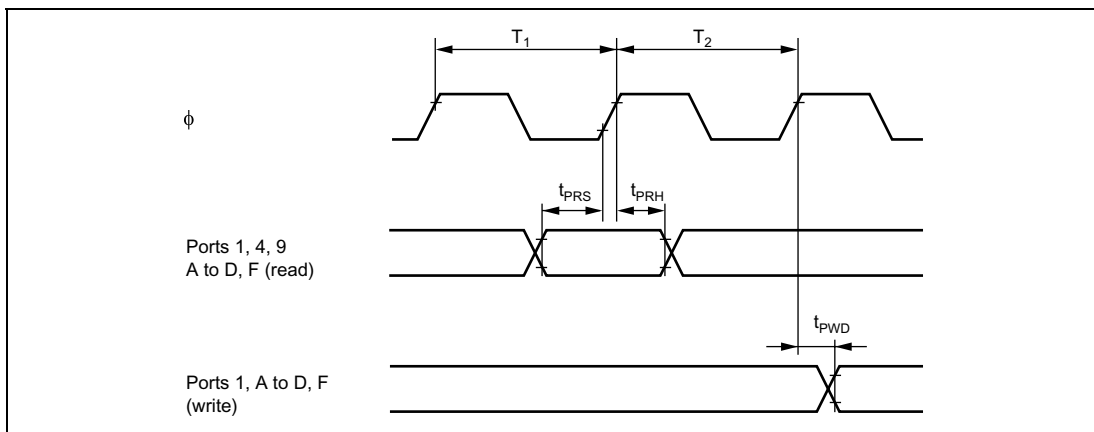 T1
T2
ϕ
tPRS
tPRH
Ports 1, 4, 9
A to D, F (read)
tPWD
Ports 1, A to D, F
(write)